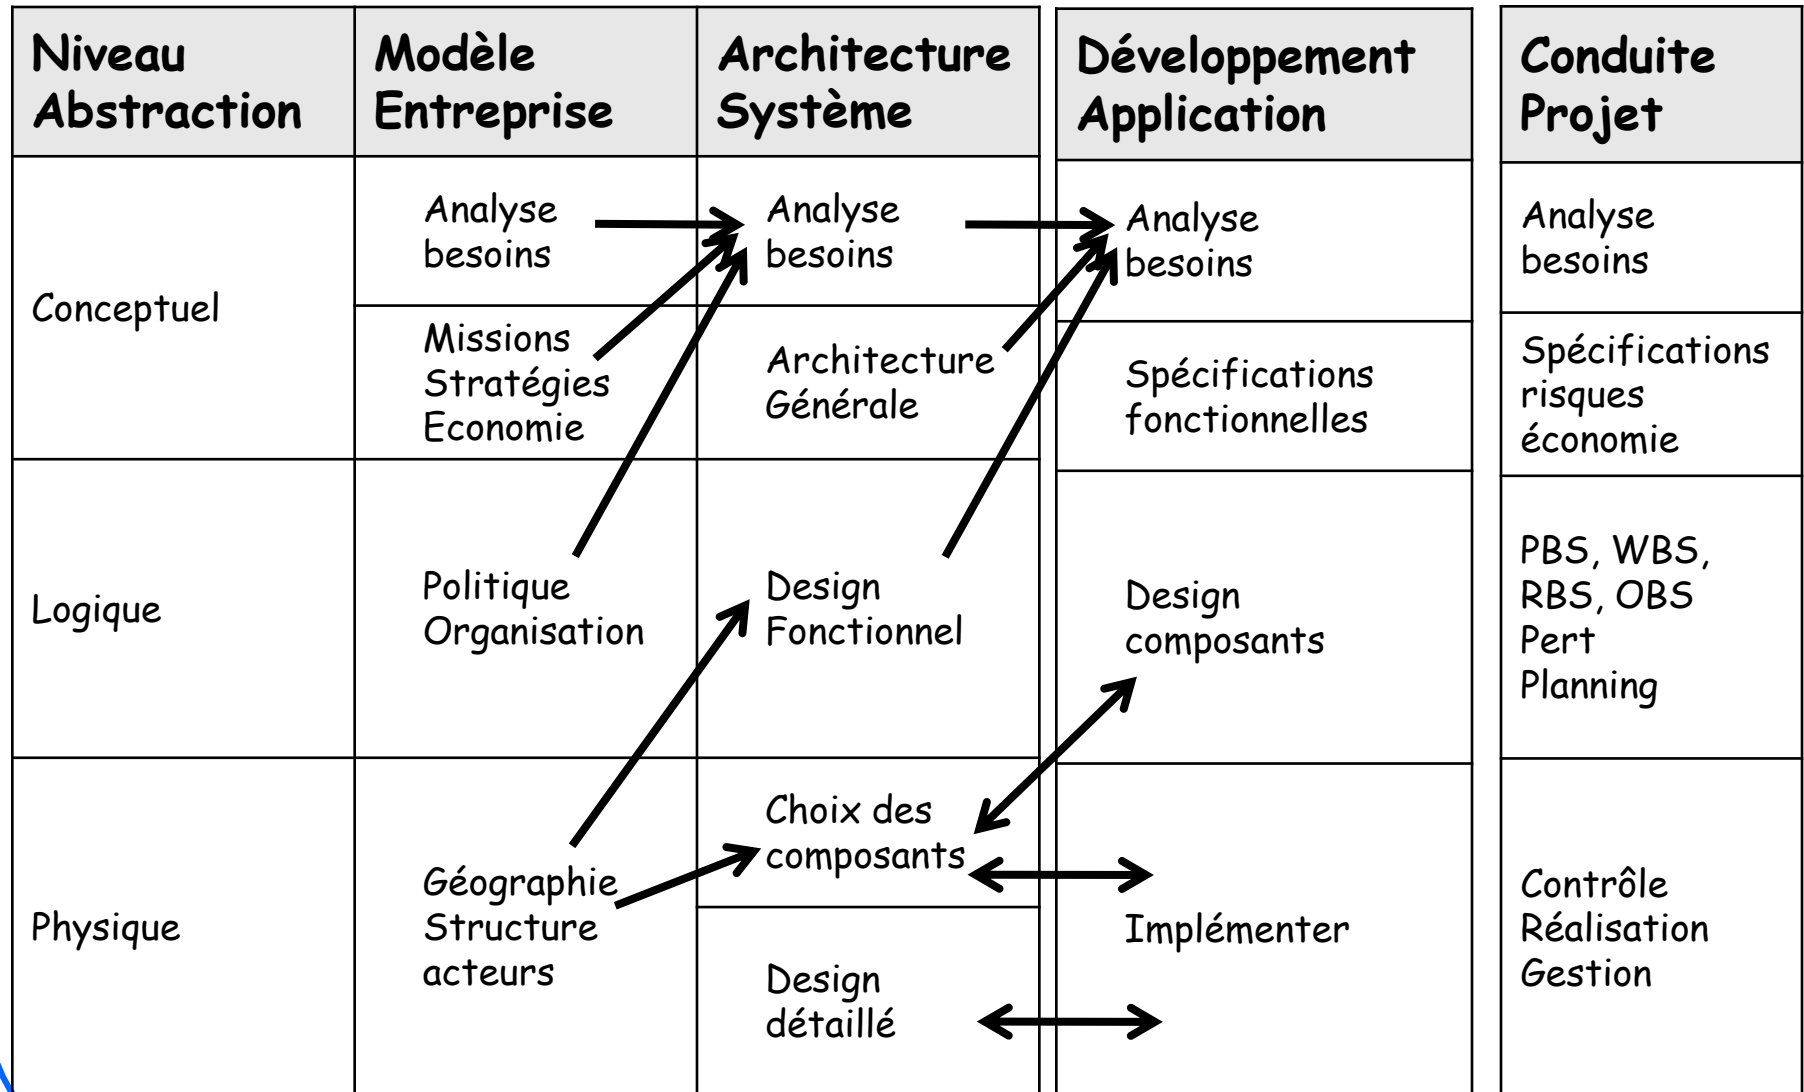 Niveau
Abstraction
Modèle
Entreprise
Architecture
Système
Développement
Application
Conduite
Projet
Conceptuel
Analyse
besoins
Analyse
besoins
Analyse
besoins
Analyse
besoins
Missions
Stratégies
Economie
Architecture
Générale
Spécifications
fonctionnelles
Spécifications
risques
économie
Logique
Politique
Organisation
Design
Fonctionnel
Design
composants
PBS, WBS,
RBS, OBS
Pert
Planning
Physique
Géographie
Structure
acteurs
Choix des
composants
Design
détaillé
Implémenter
Contrôle
Réalisation
Gestion